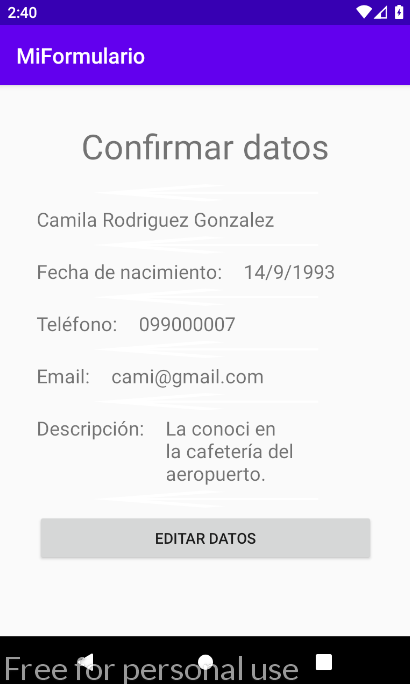 2:40
MiFormulario
Confirmar datos
Camila Rodriguez Gonzalez
Fecha de nacimiento: 14/9/1993
Teléfono: 099000007
Email: cami@gmail.com
Descripción: La conoci en
la cafetería del
aeropuerto.
EDITAR DATOS
Free for personal use